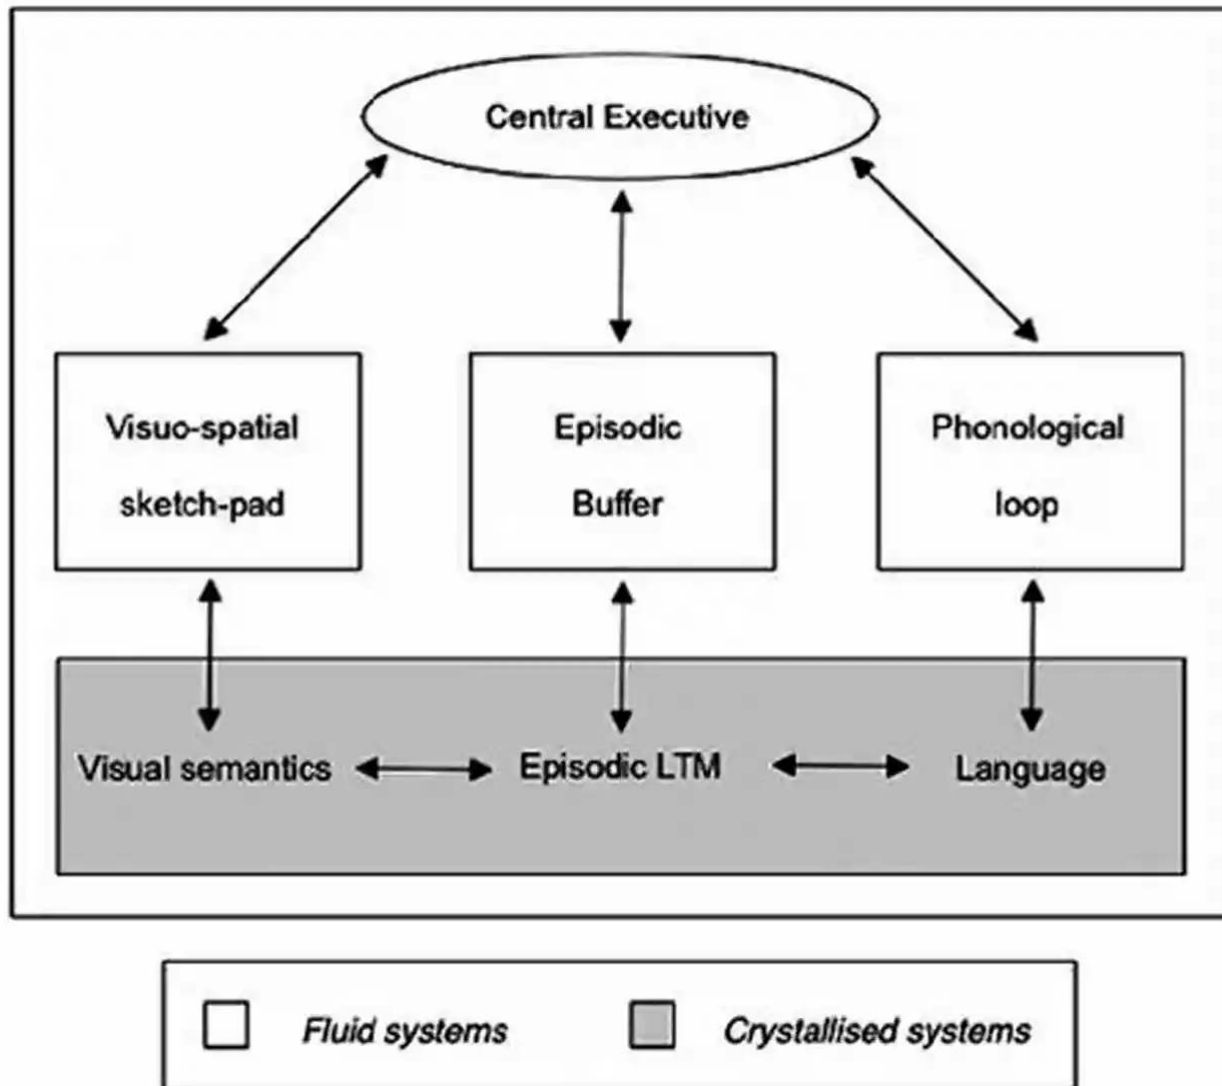 Central Executive
Visuo-spatial
sketch-pad
Episodic
Buffer
Phonological
loop
Visual semantics
Episodic LTM
Language
Fluid systems
Crystallised systems